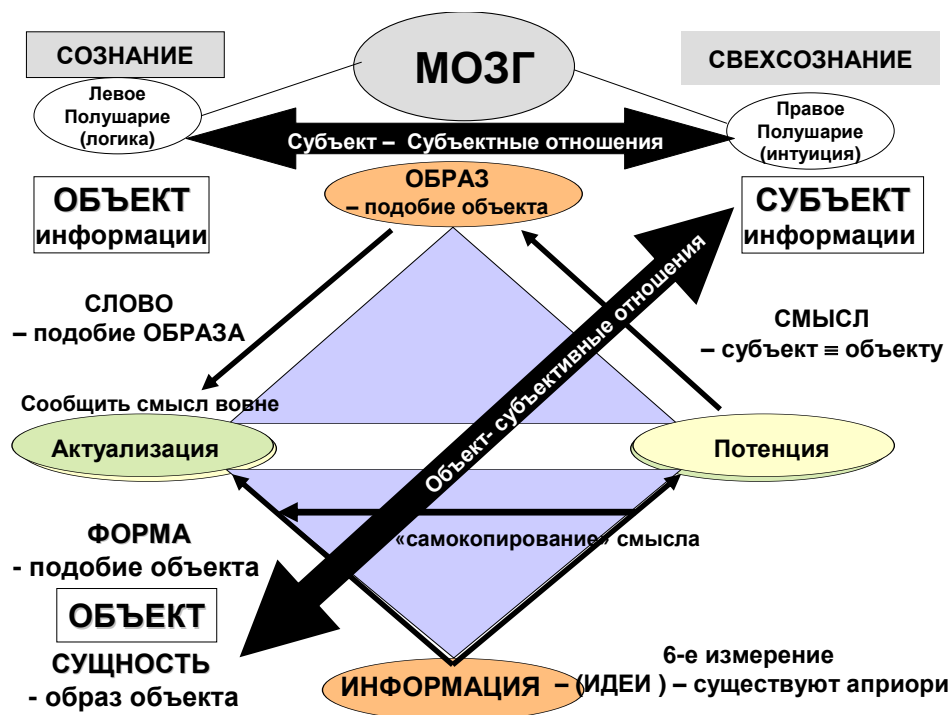 СОЗНАНИЕ
МОЗГ
СВЕХСОЗНАНИЕ
Левое
Полушарие
(логика)
Правое
Полушарие
(интуиция)
Субъект – Субъектные отношения
ОБЪЕКТ
информации
ОБРАЗ
– подобие объекта
СУБЪЕКТ
информации
СЛОВО
– подобие ОБРАЗА
СМЫСЛ
– субъект ≡ объекту
Объект- субъективные отношения
Сообщить смысл вовне
Актуализация
Потенция
ФОРМА
- подобие объекта
«самокопирование» смысла
ОБЪЕКТ
СУЩНОСТЬ
- образ объекта
ИНФОРМАЦИЯ
6-е измерение
– (ИДЕИ ) – существуют априори